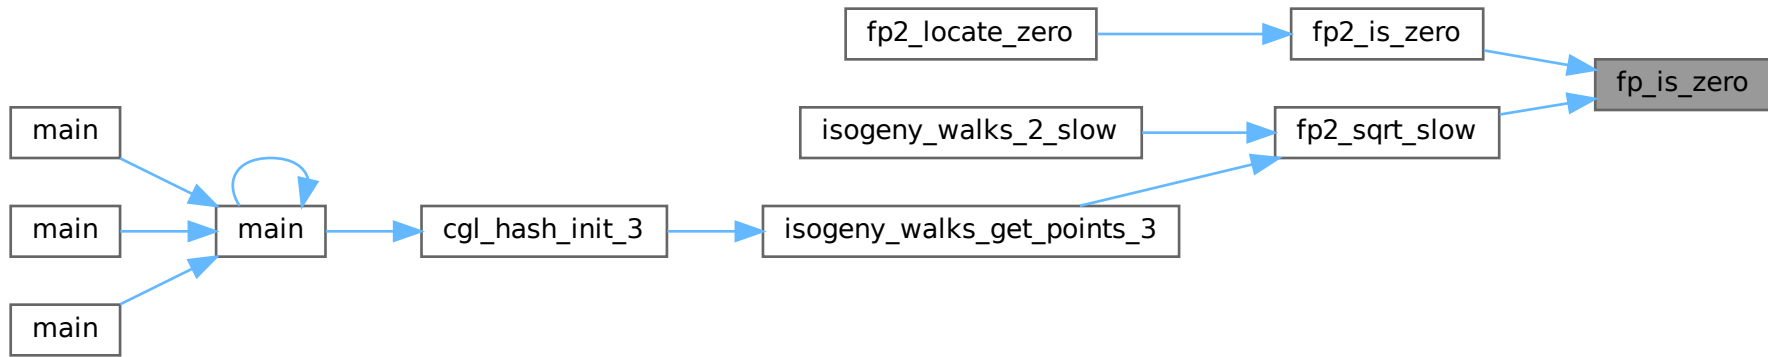 fp2_locate_zero
fp2_is_zero
fp_is_zero
main
isogeny_walks_2_slow
fp2_sqrt_slow
main
main
cgl_hash_init_3
isogeny_walks_get_points_3
main